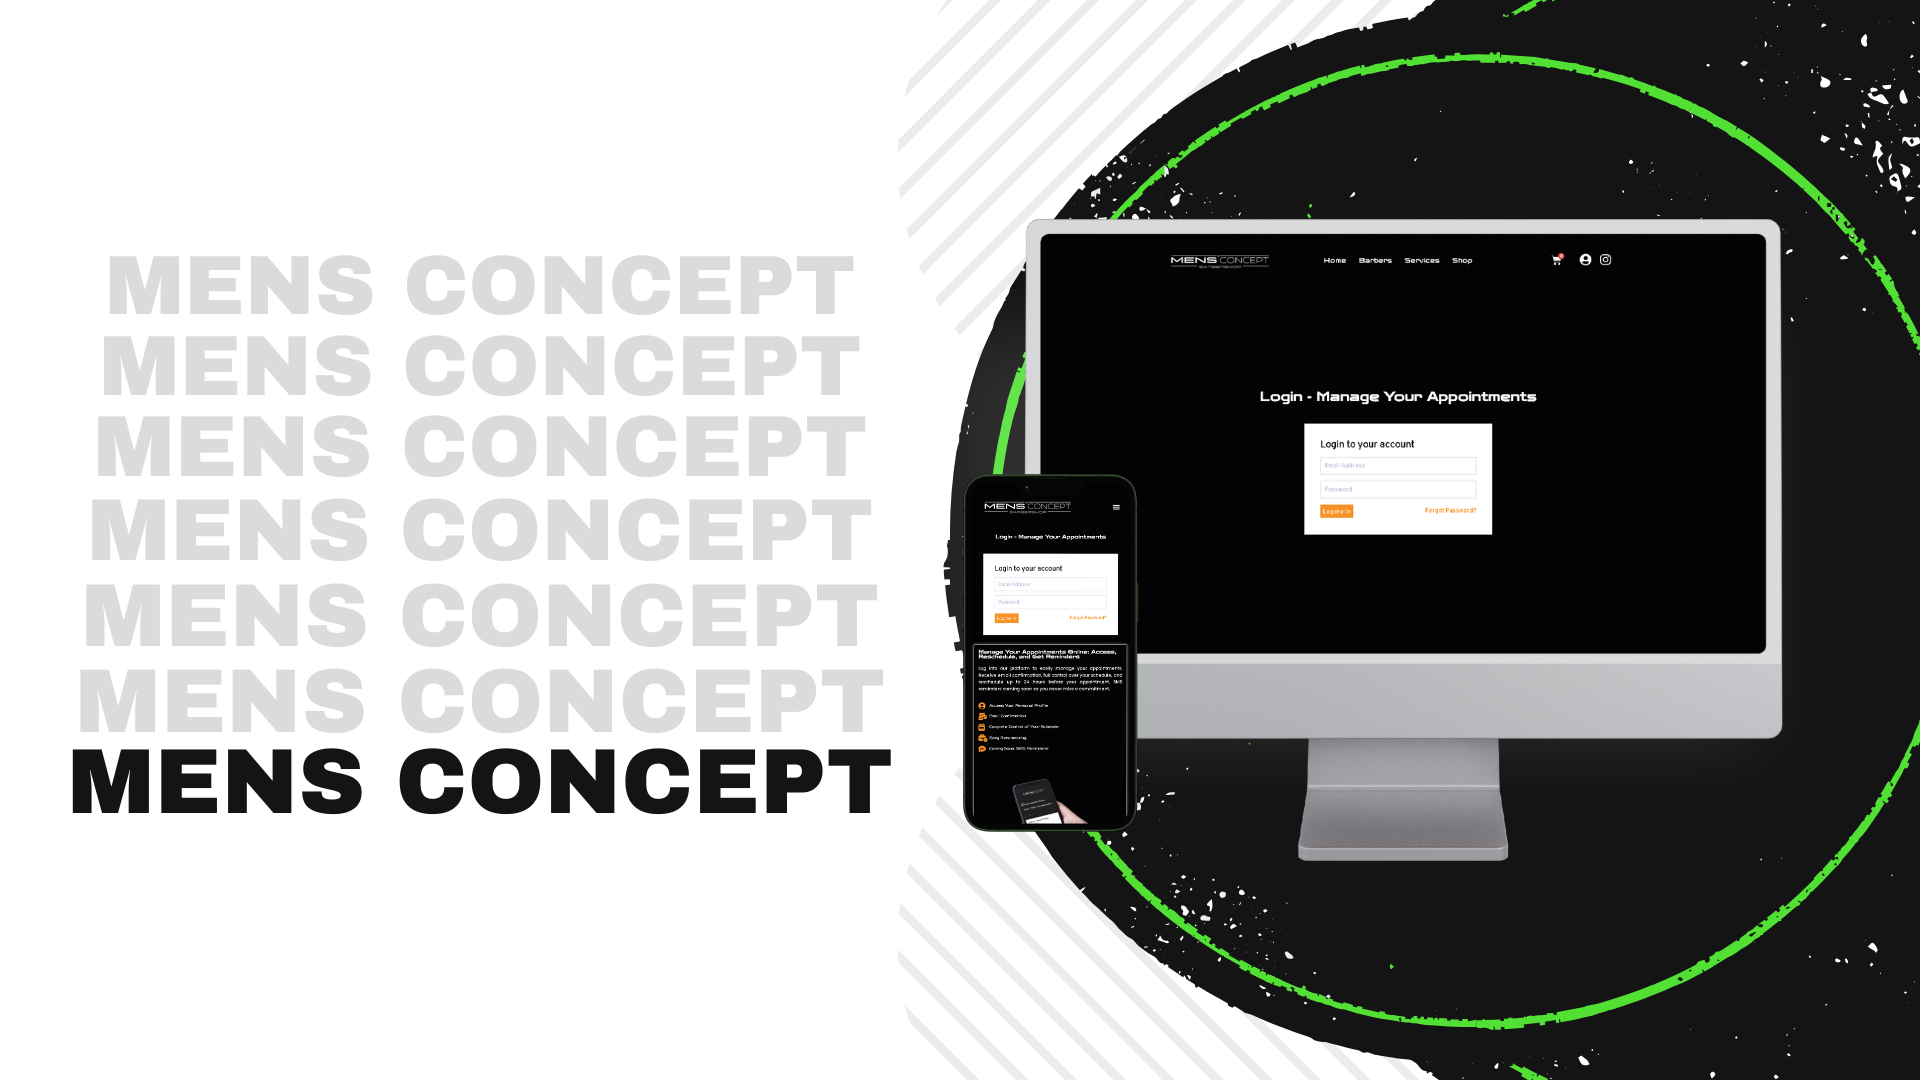 MENS CONCEPT
MENS CONCEPT
MENS CONCEPT
MENS CONCEPT
MENS CONCEPT
MENS CONCEPT
MENS CONCEPT
MENS CONCEPT
BARBERSHOP
Home Barbers Services Shop
Login - Manage Your Appointments
Login to your account
Email Address
Password
Log me in Forgot Password?
MENS CONCEPT
BARBERSHOP
Login - Manage Your Appointments
Login to your account
Email Address
Password
Log me in Forgot Password?
Manage Your Appointments Online: Access,
Reschedule, and Get Reminders
Log into our platform to easily manage your appointments.
Receive email confirmation, full control over your schedule, and
reschedule up to 24 hours before your appointment. SMS
reminders coming soon so you never miss a commitment.
Access Your Personal Profile
Email Confirmation
Complete Control of Your Schedule
Easy Rescheduling
Coming Soon: SMS Reminders!